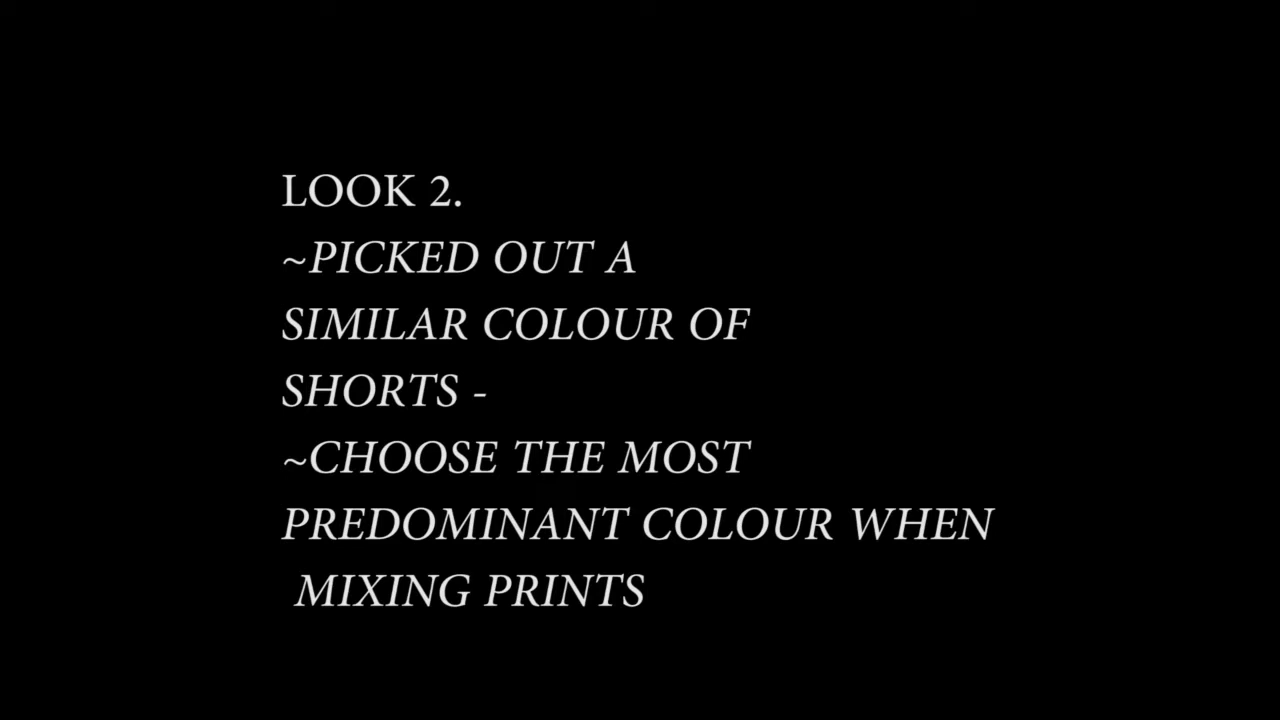 LOOK 2.
~PICKED OUT A
SIMILAR COLOUR OF
SHORTS -
~CHOOSE THE MOST
PREDOMINANT COLOUR WHEN
MIXING PRINTS